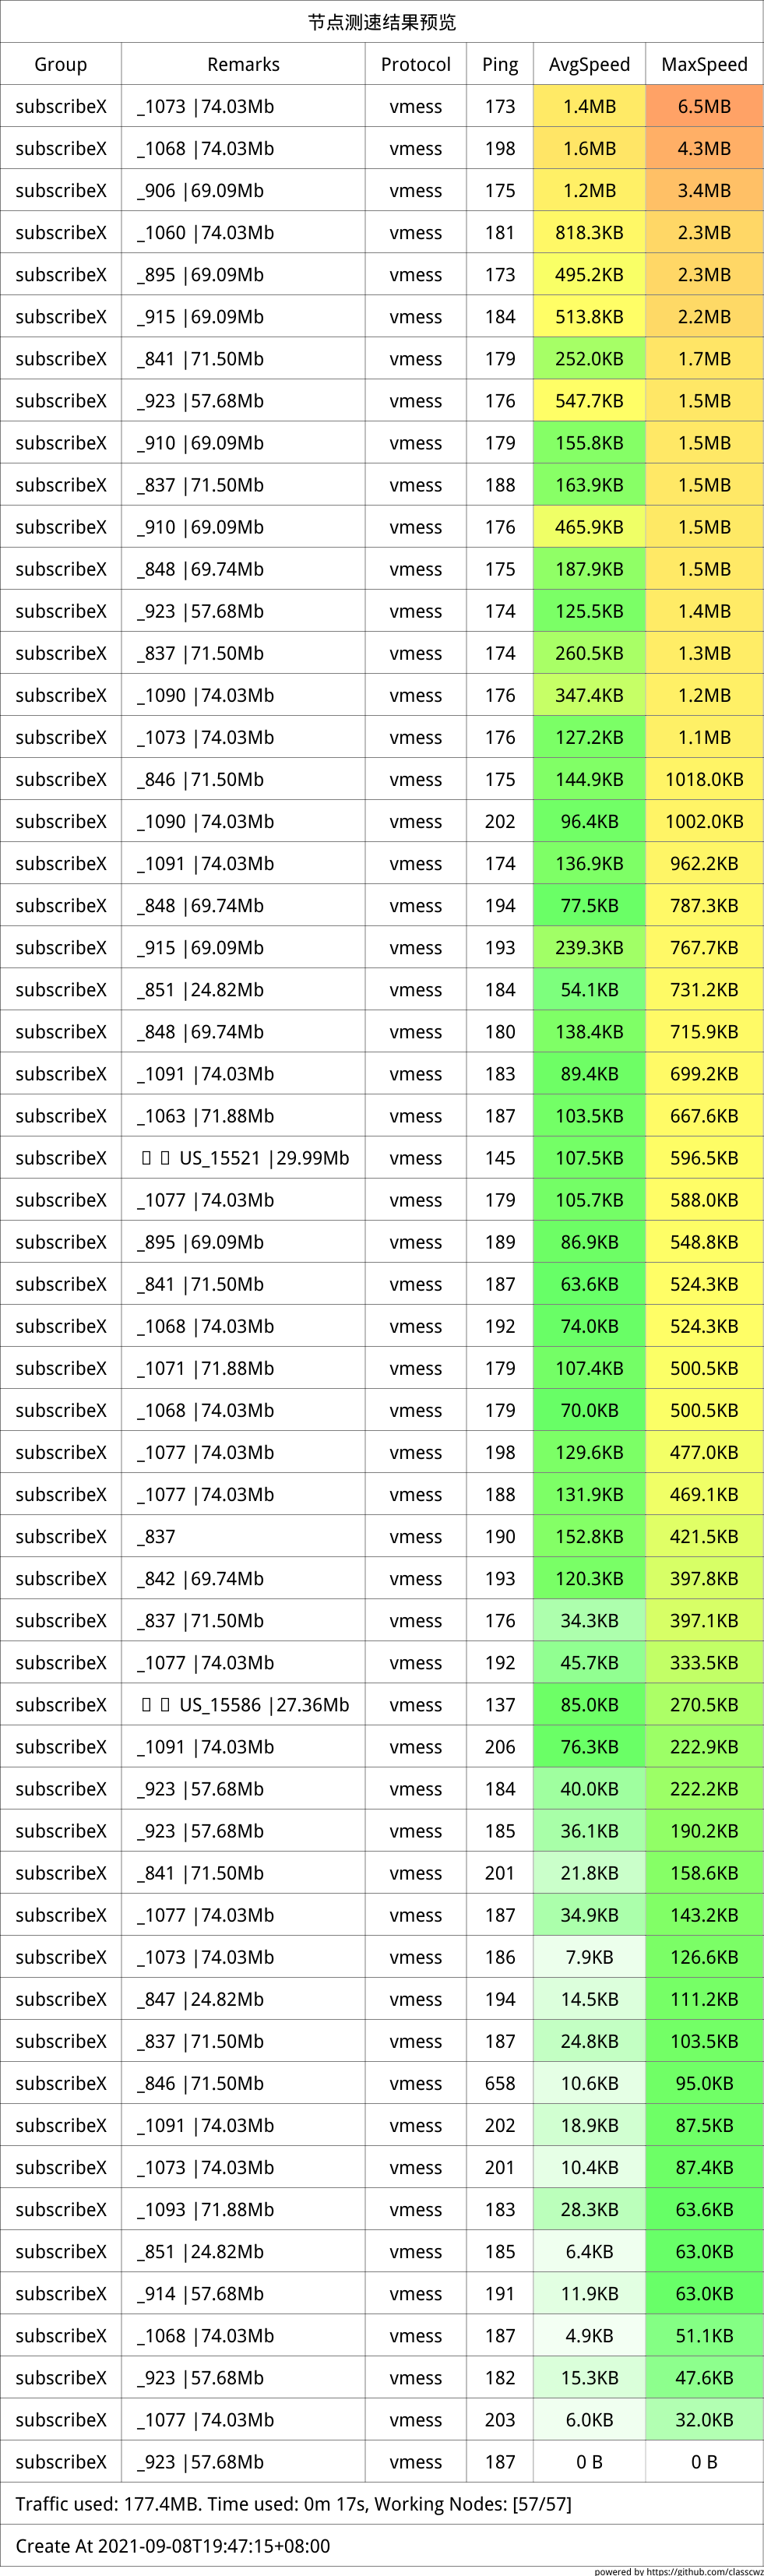 节点测速结果预览
Group Remarks Protocol Ping AvgSpeed MaxSpeed
subscribeX _1073 |74.03Mb vmess 173 1.4MB 6.5MB
subscribeX _1068 |74.03Mb vmess 198 1.6MB 4.3MB
subscribeX _906 |69.09Mb vmess 175 1.2MB 3.4MB
subscribeX _1060 |74.03Mb vmess 181 818.3KB 2.3MB
subscribeX _895 |69.09Mb vmess 173 495.2KB 2.3MB
subscribeX _915 |69.09Mb vmess 184 513.8KB 2.2MB
subscribeX _841 |71.50Mb vmess 179 252.0KB 1.7MB
subscribeX _923 |57.68Mb vmess 176 547.7KB 1.5MB
subscribeX _910 |69.09Mb vmess 179 155.8KB 1.5MB
subscribeX _837 |71.50Mb vmess 188 163.9KB 1.5MB
subscribeX _910 |69.09Mb vmess 176 465.9KB 1.5MB
subscribeX _848 |69.74Mb vmess 175 187.9KB 1.5MB
subscribeX _923 |57.68Mb vmess 174 125.5KB 1.4MB
subscribeX _837 |71.50Mb vmess 174 260.5KB 1.3MB
subscribeX _1090 |74.03Mb vmess 176 347.4KB 1.2MB
subscribeX _1073 |74.03Mb vmess 176 127.2KB 1.1MB
subscribeX _846 |71.50Mb vmess 175 144.9KB 1018.0KB
subscribeX _1090 |74.03Mb vmess 202 96.4KB 1002.0KB
subscribeX _1091 |74.03Mb vmess 174 136.9KB 962.2KB
subscribeX _848 |69.74Mb vmess 194 77.5KB 787.3KB
subscribeX _915 |69.09Mb vmess 193 239.3KB 767.7KB
subscribeX _851 |24.82Mb vmess 184 54.1KB 731.2KB
subscribeX _848 |69.74Mb vmess 180 138.4KB 715.9KB
subscribeX _1091 |74.03Mb vmess 183 89.4KB 699.2KB
subscribeX _1063 |71.88Mb vmess 187 103.5KB 667.6KB
subscribeX US_15521 |29.99Mb vmess 145 107.5KB 596.5KB
subscribeX _1077 |74.03Mb vmess 179 105.7KB 588.0KB
subscribeX _895 |69.09Mb vmess 189 86.9KB 548.8KB
subscribeX _841 |71.50Mb vmess 187 63.6KB 524.3KB
subscribeX _1068 |74.03Mb vmess 192 74.0KB 524.3KB
subscribeX _1071 |71.88Mb vmess 179 107.4KB 500.5KB
subscribeX _1068 |74.03Mb vmess 179 70.0KB 500.5KB
subscribeX _1077 |74.03Mb vmess 198 129.6KB 477.0KB
subscribeX _1077 |74.03Mb vmess 188 131.9KB 469.1KB
subscribeX _837 vmess 190 152.8KB 421.5KB
subscribeX _842 |69.74Mb vmess 193 120.3KB 397.8KB
subscribeX _837 |71.50Mb vmess 176 34.3KB 397.1KB
subscribeX _1077 |74.03Mb vmess 192 45.7KB 333.5KB
subscribeX US_15586 |27.36Mb vmess 137 85.0KB 270.5KB
subscribeX _1091 |74.03Mb vmess 206 76.3KB 222.9KB
subscribeX _923 |57.68Mb vmess 184 40.0KB 222.2KB
subscribeX _923 |57.68Mb vmess 185 36.1KB 190.2KB
subscribeX _841 |71.50Mb vmess 201 21.8KB 158.6KB
subscribeX _1077 |74.03Mb vmess 187 34.9KB 143.2KB
subscribeX _1073 |74.03Mb vmess 186 7.9KB 126.6KB
subscribeX _847 |24.82Mb vmess 194 14.5KB 111.2KB
subscribeX _837 |71.50Mb vmess 187 24.8KB 103.5KB
subscribeX _846 |71.50Mb vmess 658 10.6KB 95.0KB
subscribeX _1091 |74.03Mb vmess 202 18.9KB 87.5KB
subscribeX _1073 |74.03Mb vmess 201 10.4KB 87.4KB
subscribeX _1093 |71.88Mb vmess 183 28.3KB 63.6KB
subscribeX _851 |24.82Mb vmess 185 6.4KB 63.0KB
subscribeX _914 |57.68Mb vmess 191 11.9KB 63.0KB
subscribeX _1068 |74.03Mb vmess 187 4.9KB 51.1KB
subscribeX _923 |57.68Mb vmess 182 15.3KB 47.6KB
subscribeX _1077 |74.03Mb vmess 203 6.0KB 32.0KB
subscribeX _923 |57.68Mb vmess 187 0 B 0 B
Traffic used: 177.4MB. Time used: 0m 17s, Working Nodes: [57/57]
Create At 2021-09-08T19:47:15+08:00
powered by https://github.com/classcwz